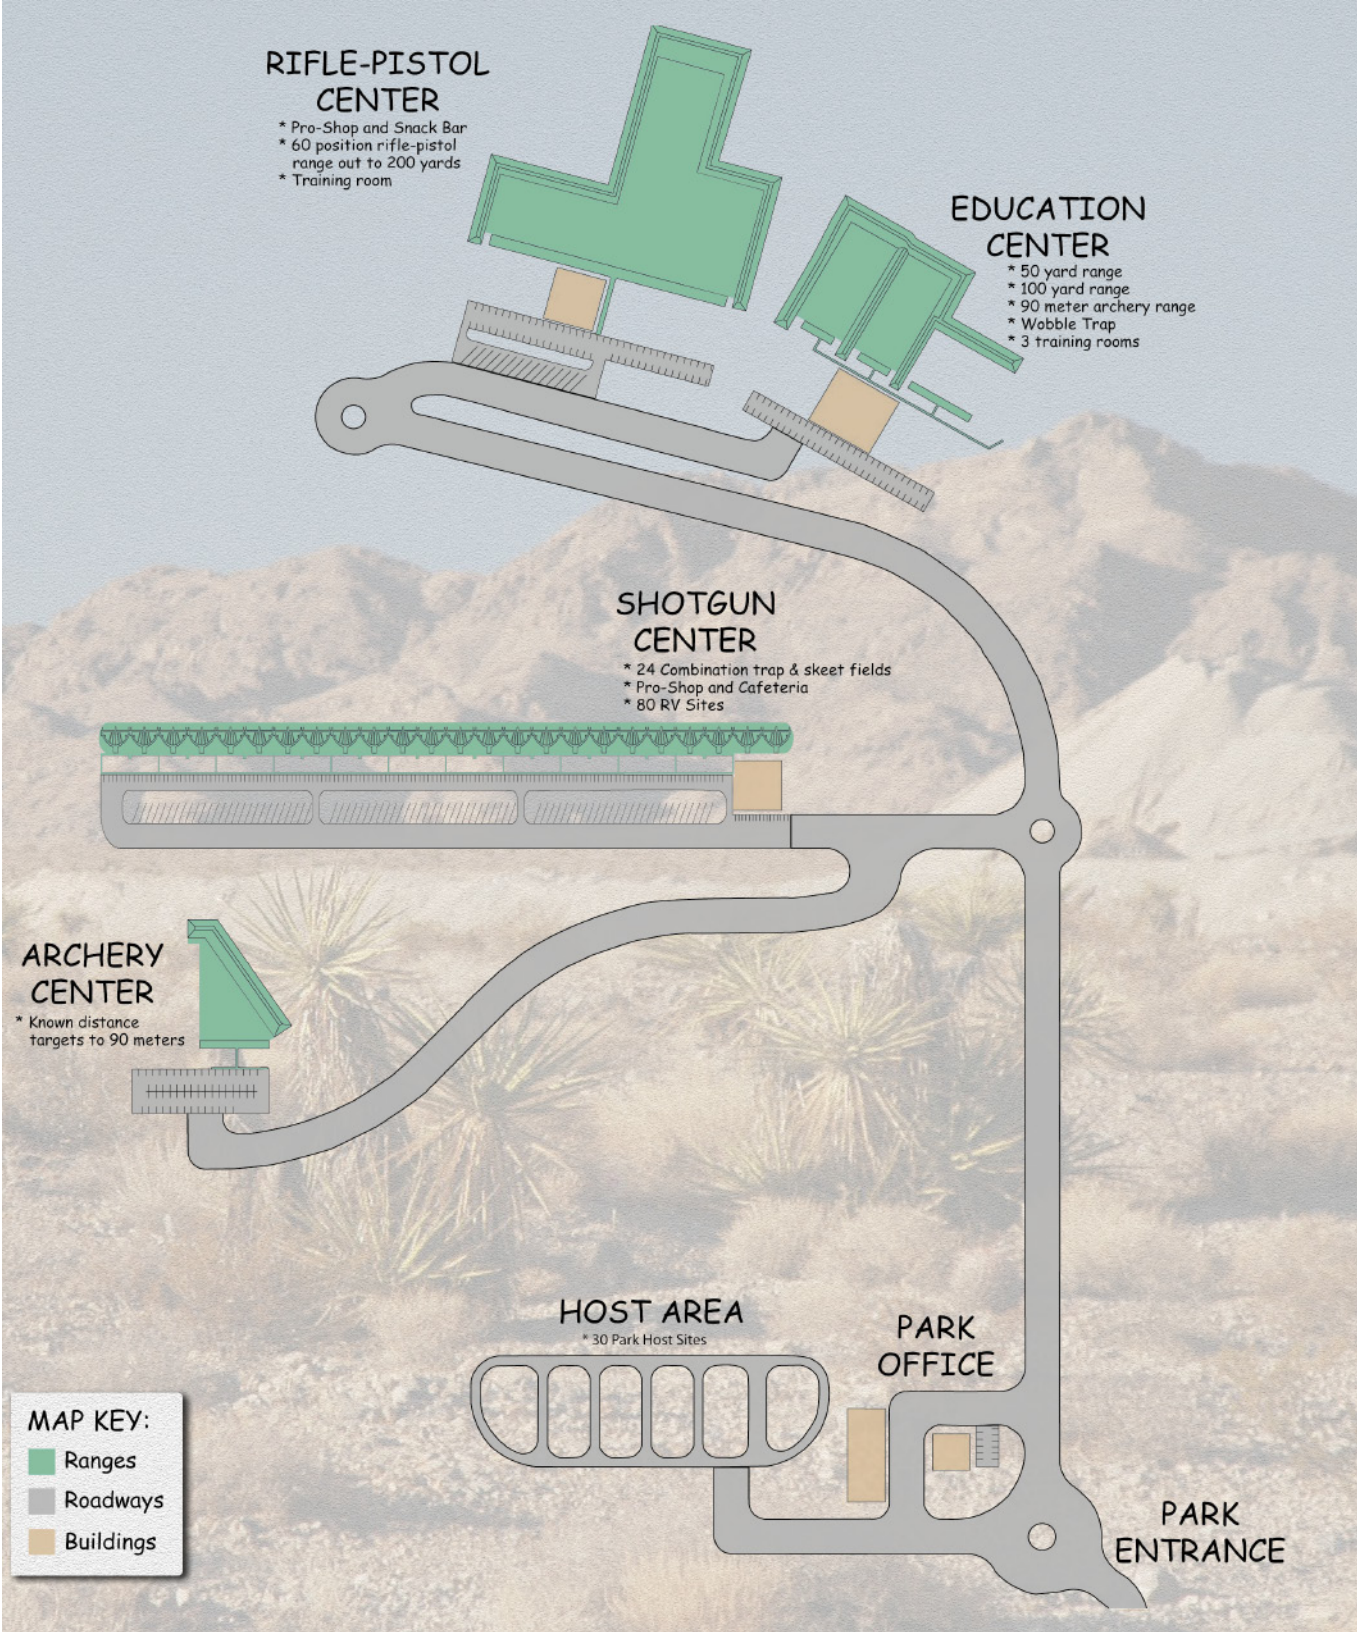 RIFLE-PISTOL
CENTER
* Pro-Shop and Snack Bar
* 60 position rifle-pistol
range out to 200 yards
* Training room
EDUCATION
CENTER
* 50 yard range
* 100 yard range
* 90 meter archery range
* Wobble Trap
* 3 training rooms
SHOTGUN
CENTER
* 24 Combination trap & skeet fields
* Pro-Shop and Cafeteria
* 80 RV Sites
ARCHERY
CENTER
* Known distance
targets to 90 meters
HOST AREA
* 30 Park Host Sites
PARK
OFFICE
MAP KEY:
Ranges
Roadways
Buildings
PARK
ENTRANCE